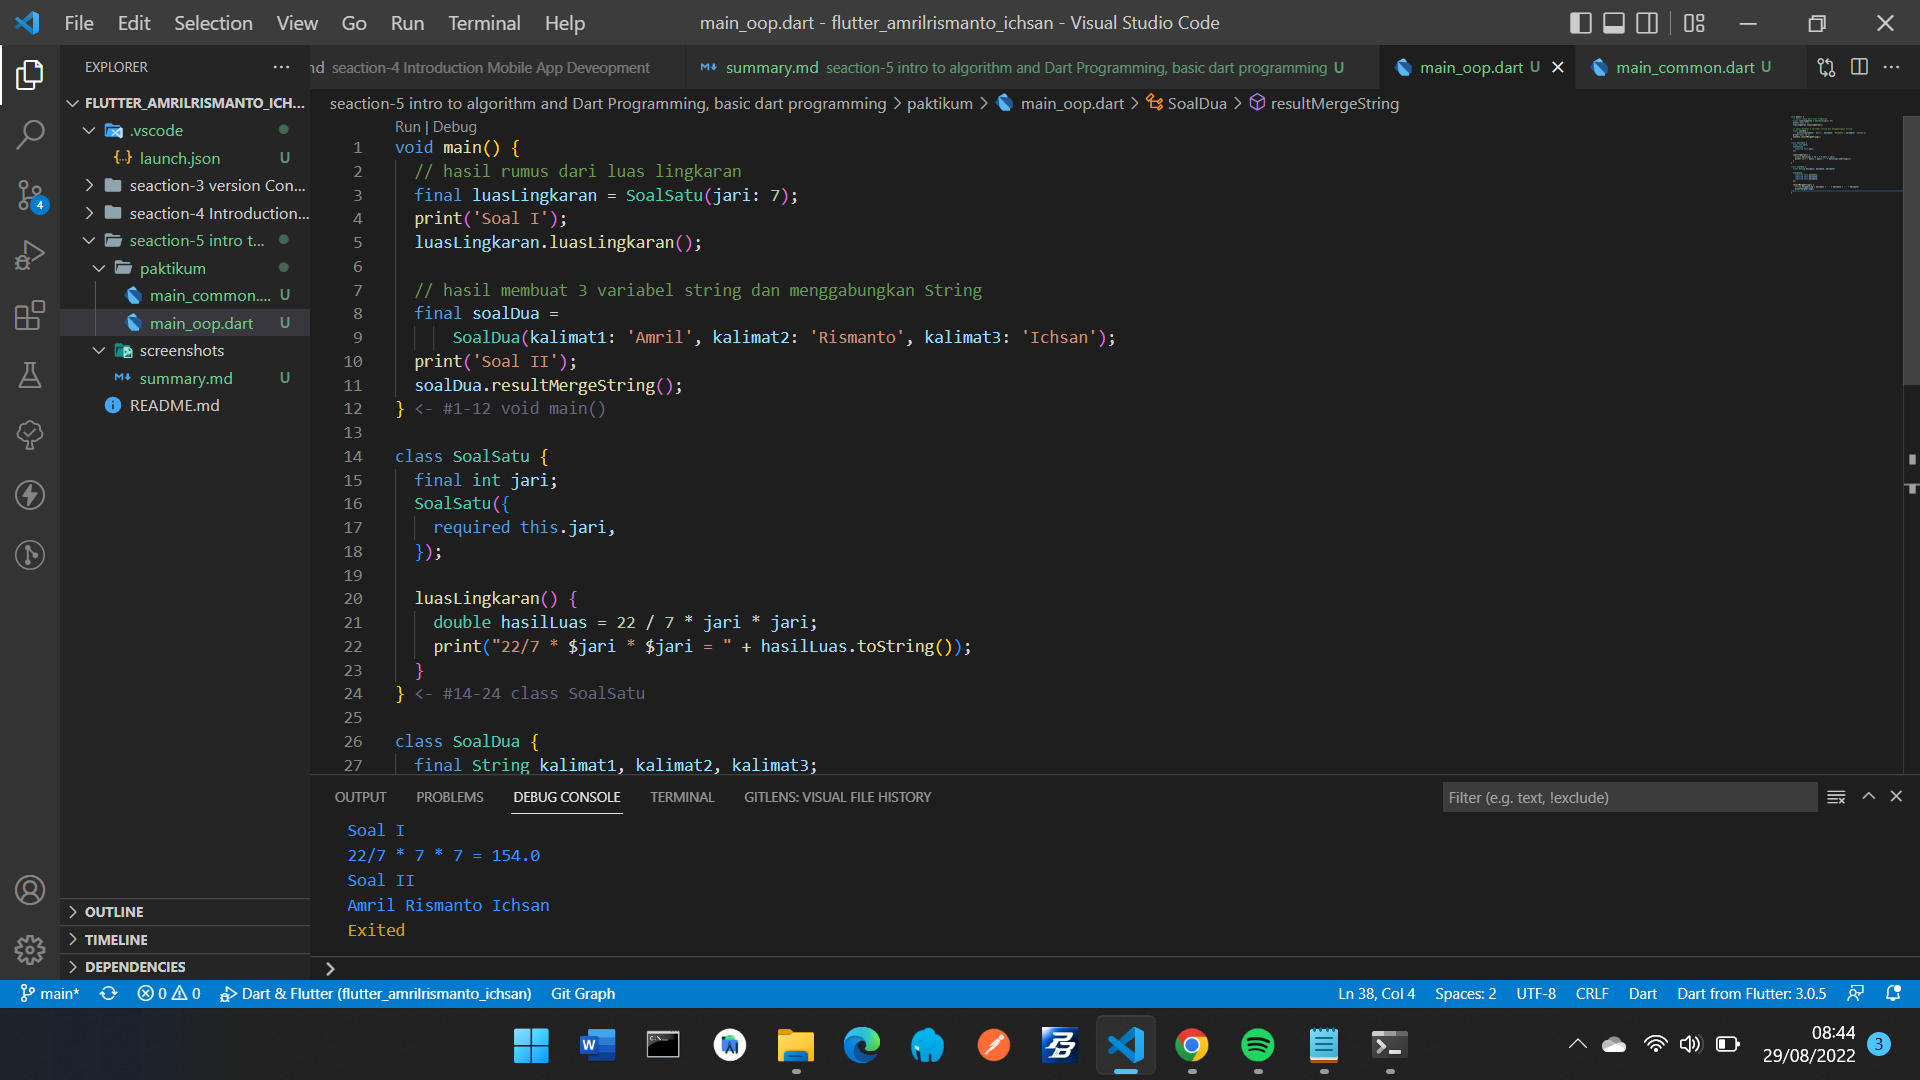 File Edit Selection View Go Run Terminal Help
main_oop.dart - flutter_amrilrismanto_ichsan - Visual Studio Code
EXPLORER
nd seaction-4 Introduction Mobile App Deveopment
summary.md seaction-5 intro to algorithm and Dart Programming, basic dart programming U
main_oop.dart U
main_common.dart U
seaction-5 intro to algorithm and Dart Programming, basic dart programming > paktikum > main_oop.dart > SoalDua > resultMergeString
FLUTTER_AMRILRISMANTO_ICH...
.vscode
launch.json U
seaction-3 version Con...
seaction-4 Introduction...
seaction-5 intro t...
paktikum
main_common.... U
main_oop.dart U
screenshots
summary.md U
README.md
4
OUTLINE
TIMELINE
DEPENDENCIES
Run | Debug
1 void main() {
2 // hasil rumus dari luas lingkaran
3 final luasLingkaran = SoalSatu(jari: 7);
4 print('Soal I');
5 luasLingkaran.luasLingkaran();
6
7 // hasil membuat 3 variabel string dan menggabungkan String
8 final soalDua =
9 SoalDua(kalimat1: 'Amril', kalimat2: 'Rismanto', kalimat3: 'Ichsan');
10 print('Soal II');
11 soalDua.resultMergeString();
12 } <- #1-12 void main()
13
14 class SoalSatu {
15 final int jari;
16 SoalSatu({
17 required this.jari,
18 });
19
20 luasLingkaran() {
21 double hasilLuas = 22 / 7 * jari * jari;
22 print("22/7 * $jari * $jari = " + hasilLuas.toString());
23 }
24 } <- #14-24 class SoalSatu
25
26 class SoalDua {
27 final String kalimat1, kalimat2, kalimat3;
OUTPUT PROBLEMS DEBUG CONSOLE TERMINAL GITLENS: VISUAL FILE HISTORY
Filter (e.g. text, !exclude)
Soal I
22/7 * 7 * 7 = 154.0
Soal II
Amril Rismanto Ichsan
Exited
main* 0 0 Dart & Flutter (flutter_amrilrismanto_ichsan) Git Graph
Ln 38, Col 4 Spaces: 2 UTF-8 CRLF Dart Dart from Flutter: 3.0.5
08:44
29/08/2022
3